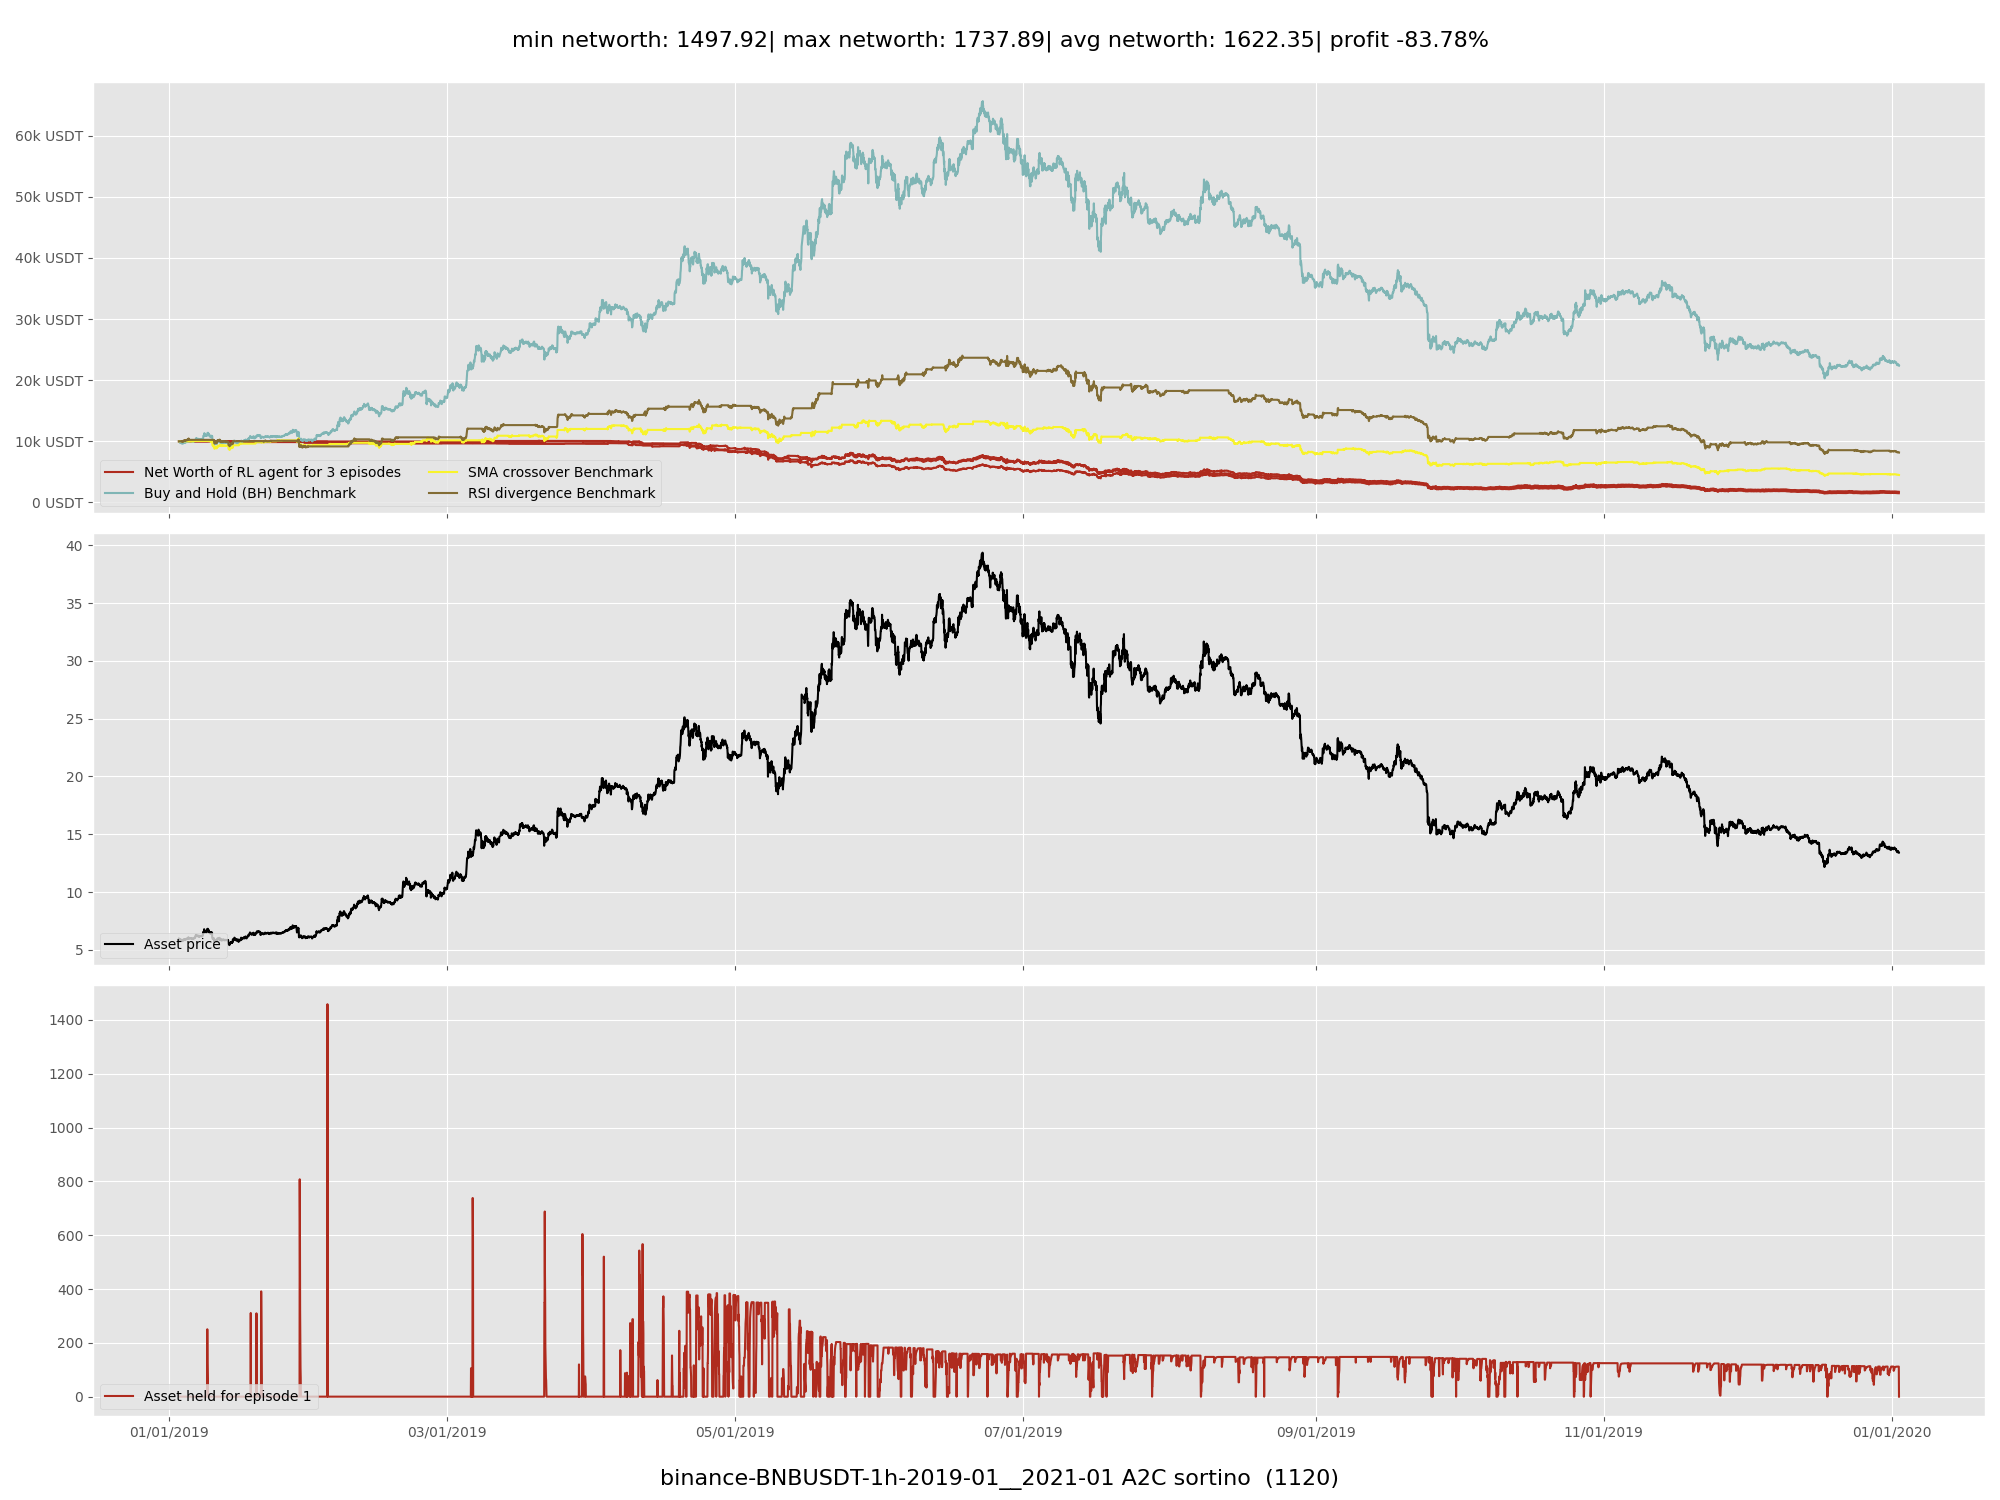 min networth: 1497.92| max networth: 1737.89| avg networth: 1622.35| profit -83.78%
60k USDT
50k USDT
40k USDT
30k USDT
20k USDT
10k USDT
0 USDT
Net Worth of RL agent for 3 episodes
Buy and Hold (BH) Benchmark
SMA crossover Benchmark
RSI divergence Benchmark
40
35
30
25
20
15
10
5
Asset price
1400
1200
1000
800
600
400
200
0
Asset held for episode 1
01/01/2019 03/01/2019 05/01/2019 07/01/2019 09/01/2019 11/01/2019 01/01/2020
binance-BNBUSDT-1h-2019-01__2021-01 A2C sortino  (1120)